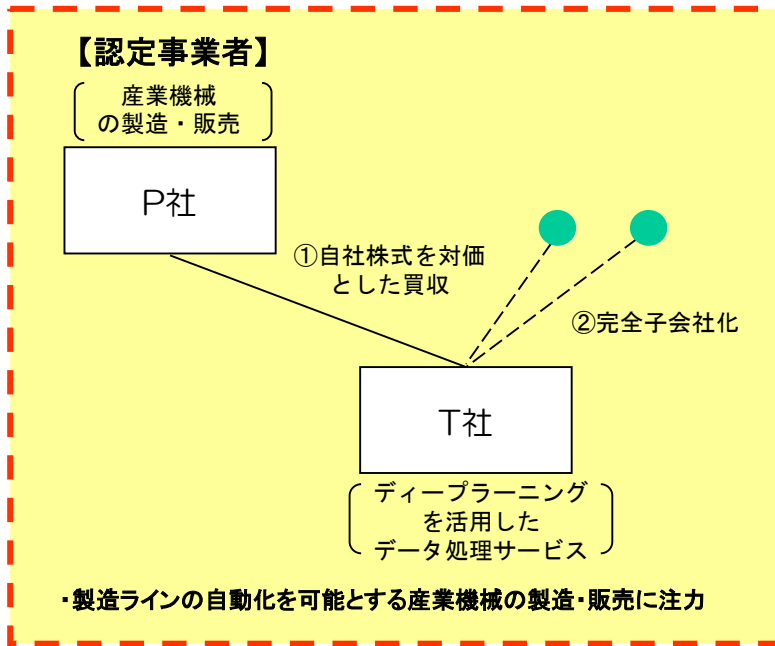 【認定事業者】
産業機械
の製造・販売
P社
①自社株式を対価
とした買収
②完全子会社化
T社
ディープラーニング
を活用した
データ処理サービス
・製造ラインの自動化を可能とする産業機械の製造・販売に注力